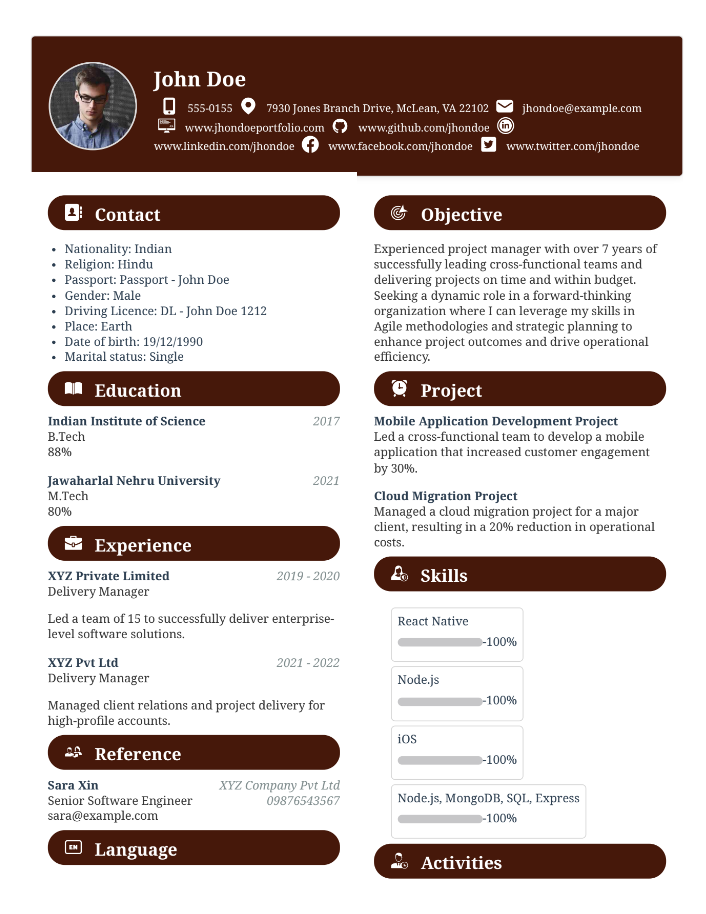 John Doe
555-0155 7930 Jones Branch Drive, McLean, VA 22102 jhondoe@example.com
www.jhondoeportfolio.com www.github.com/jhondoe in
www.linkedin.com/jhondoe www.facebook.com/jhondoe www.twitter.com/jhondoe
Contact
• Nationality: Indian
• Religion: Hindu
• Passport: Passport - John Doe
• Gender: Male
• Driving Licence: DL - John Doe 1212
• Place: Earth
• Date of birth: 19/12/1990
• Marital status: Single
Education
Indian Institute of Science 2017
B.Tech
88%
Jawaharlal Nehru University 2021
M.Tech
80%
Experience
XYZ Private Limited 2019 - 2020
Delivery Manager
Led a team of 15 to successfully deliver enterprise-
level software solutions.
XYZ Pvt Ltd 2021 - 2022
Delivery Manager
Managed client relations and project delivery for
high-profile accounts.
Reference
Sara Xin XYZ Company Pvt Ltd
Senior Software Engineer 09876543567
sara@example.com
EN Language
Objective
Experienced project manager with over 7 years of
successfully leading cross-functional teams and
delivering projects on time and within budget.
Seeking a dynamic role in a forward-thinking
organization where I can leverage my skills in
Agile methodologies and strategic planning to
enhance project outcomes and drive operational
efficiency.
Project
Mobile Application Development Project
Led a cross-functional team to develop a mobile
application that increased customer engagement
by 30%.
Cloud Migration Project
Managed a cloud migration project for a major
client, resulting in a 20% reduction in operational
costs.
Skills
React Native
-100%
Node.js
-100%
iOS
-100%
Node.js, MongoDB, SQL, Express
-100%
Activities